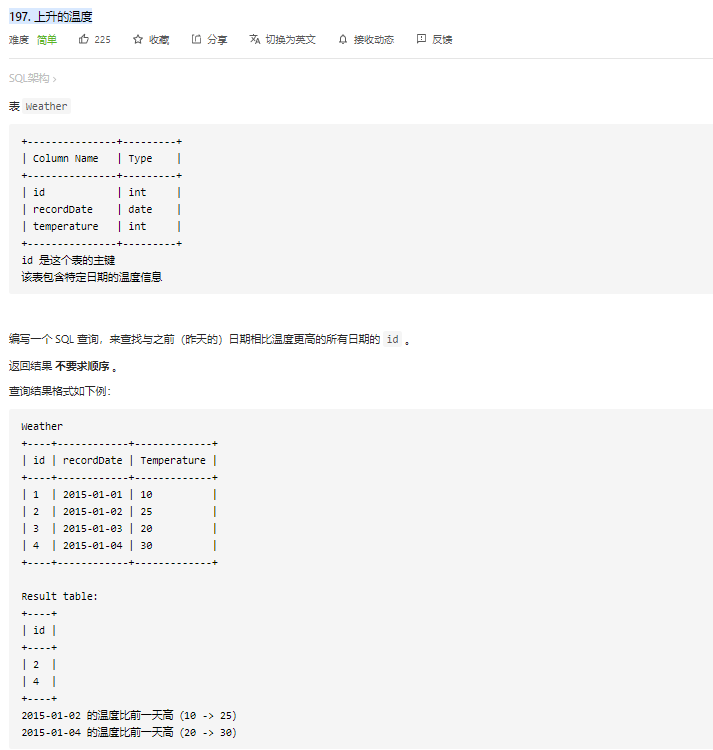 197. 上升的温度
难度 简单 225 收藏 分享 切换为英文 接收动态 反馈
SQL架构 ›
表 Weather
+---------------+---------+
| Column Name   | Type    |
+---------------+---------+
| id            | int     |
| recordDate    | date    |
| temperature   | int     |
+---------------+---------+
id 是这个表的主键
该表包含特定日期的温度信息
编写一个 SQL 查询，来查找与之前（昨天的）日期相比温度更高的所有日期的 id 。
返回结果 不要求顺序 。
查询结果格式如下例：
Weather
+----+------------+-------------+
| id | recordDate | Temperature |
+----+------------+-------------+
| 1  | 2015-01-01 | 10          |
| 2  | 2015-01-02 | 25          |
| 3  | 2015-01-03 | 20          |
| 4  | 2015-01-04 | 30          |
+----+------------+-------------+
Result table:
+----+
| id |
+----+
| 2  |
| 4  |
+----+
2015-01-02 的温度比前一天高（10 -> 25）
2015-01-04 的温度比前一天高（20 -> 30）